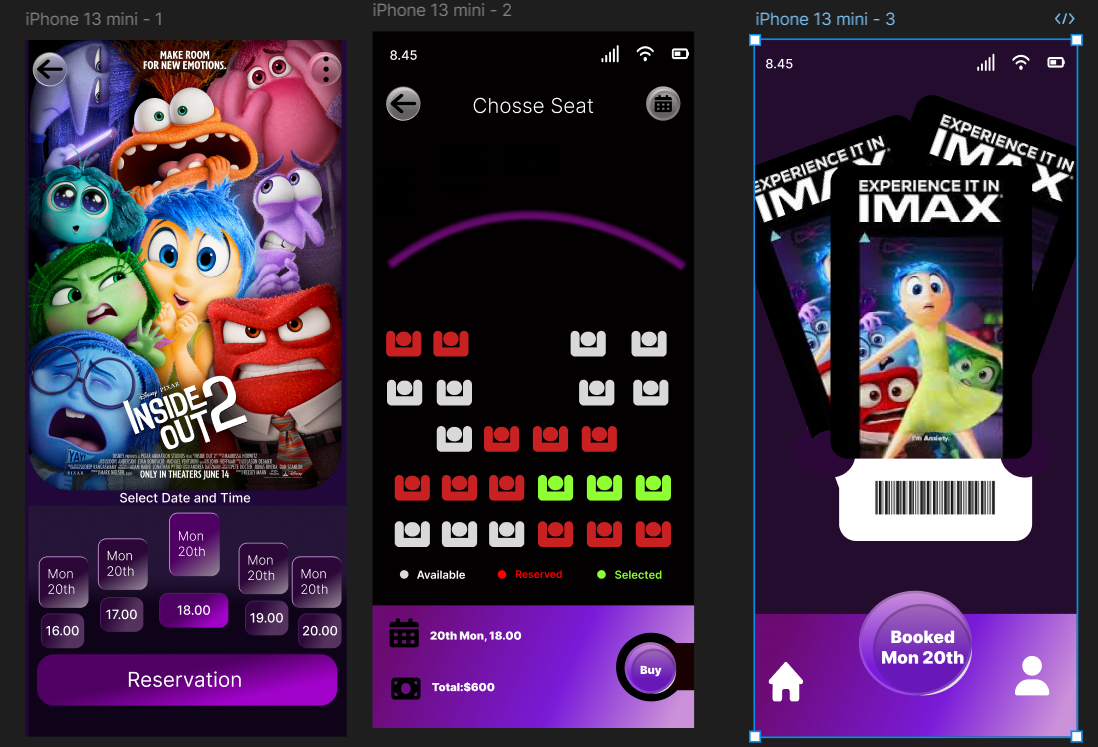 iPhone 13 mini - 1
MAKE ROOM
FOR NEW EMOTIONS.
Disney PIXAR
INSIDE
OUT 2
ONLY IN THEATERS JUNE 14
Select Date and Time
Mon
20th
Mon
20th
Mon
20th
Mon
20th
Mon
20th
16.00
17.00
18.00
19.00
20.00
Reservation
iPhone 13 mini - 2
8.45
Chosse Seat
Available
Reserved
Selected
20th Mon, 18.00
Total:$600
Buy
iPhone 13 mini - 3
</>
8.45
EXPERIENCE IT IN
IMAX
EXPERIENCE IT IN
IMAX
EXPERIENCE IT IN
IMAX
I'm Anxiety.
Booked
Mon 20th